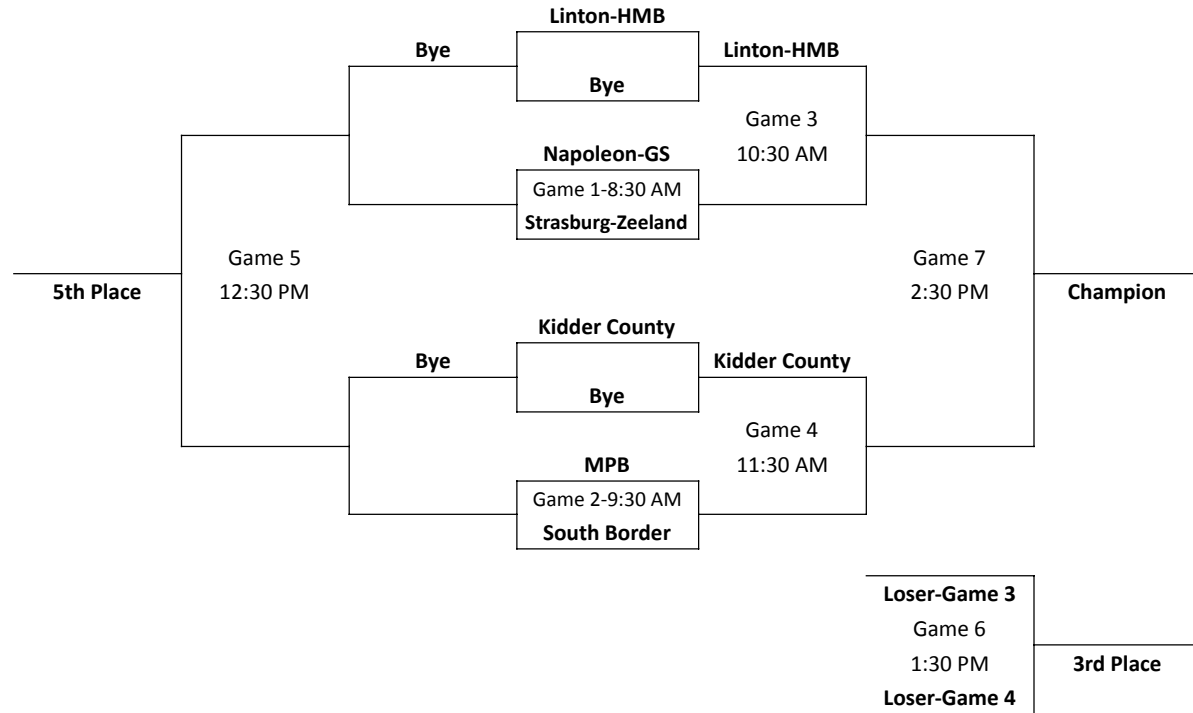 Linton-HMB
Bye
Linton-HMB
Bye
Game 3
10:30 AM
Napoleon-GS
Game 1-8:30 AM
Strasburg-Zeeland
Game 5
12:30 PM
5th Place
Game 7
2:30 PM
Champion
Kidder County
Bye
Kidder County
Bye
Game 4
11:30 AM
MPB
Game 2-9:30 AM
South Border
Loser-Game 3
Game 6
1:30 PM
3rd Place
Loser-Game 4